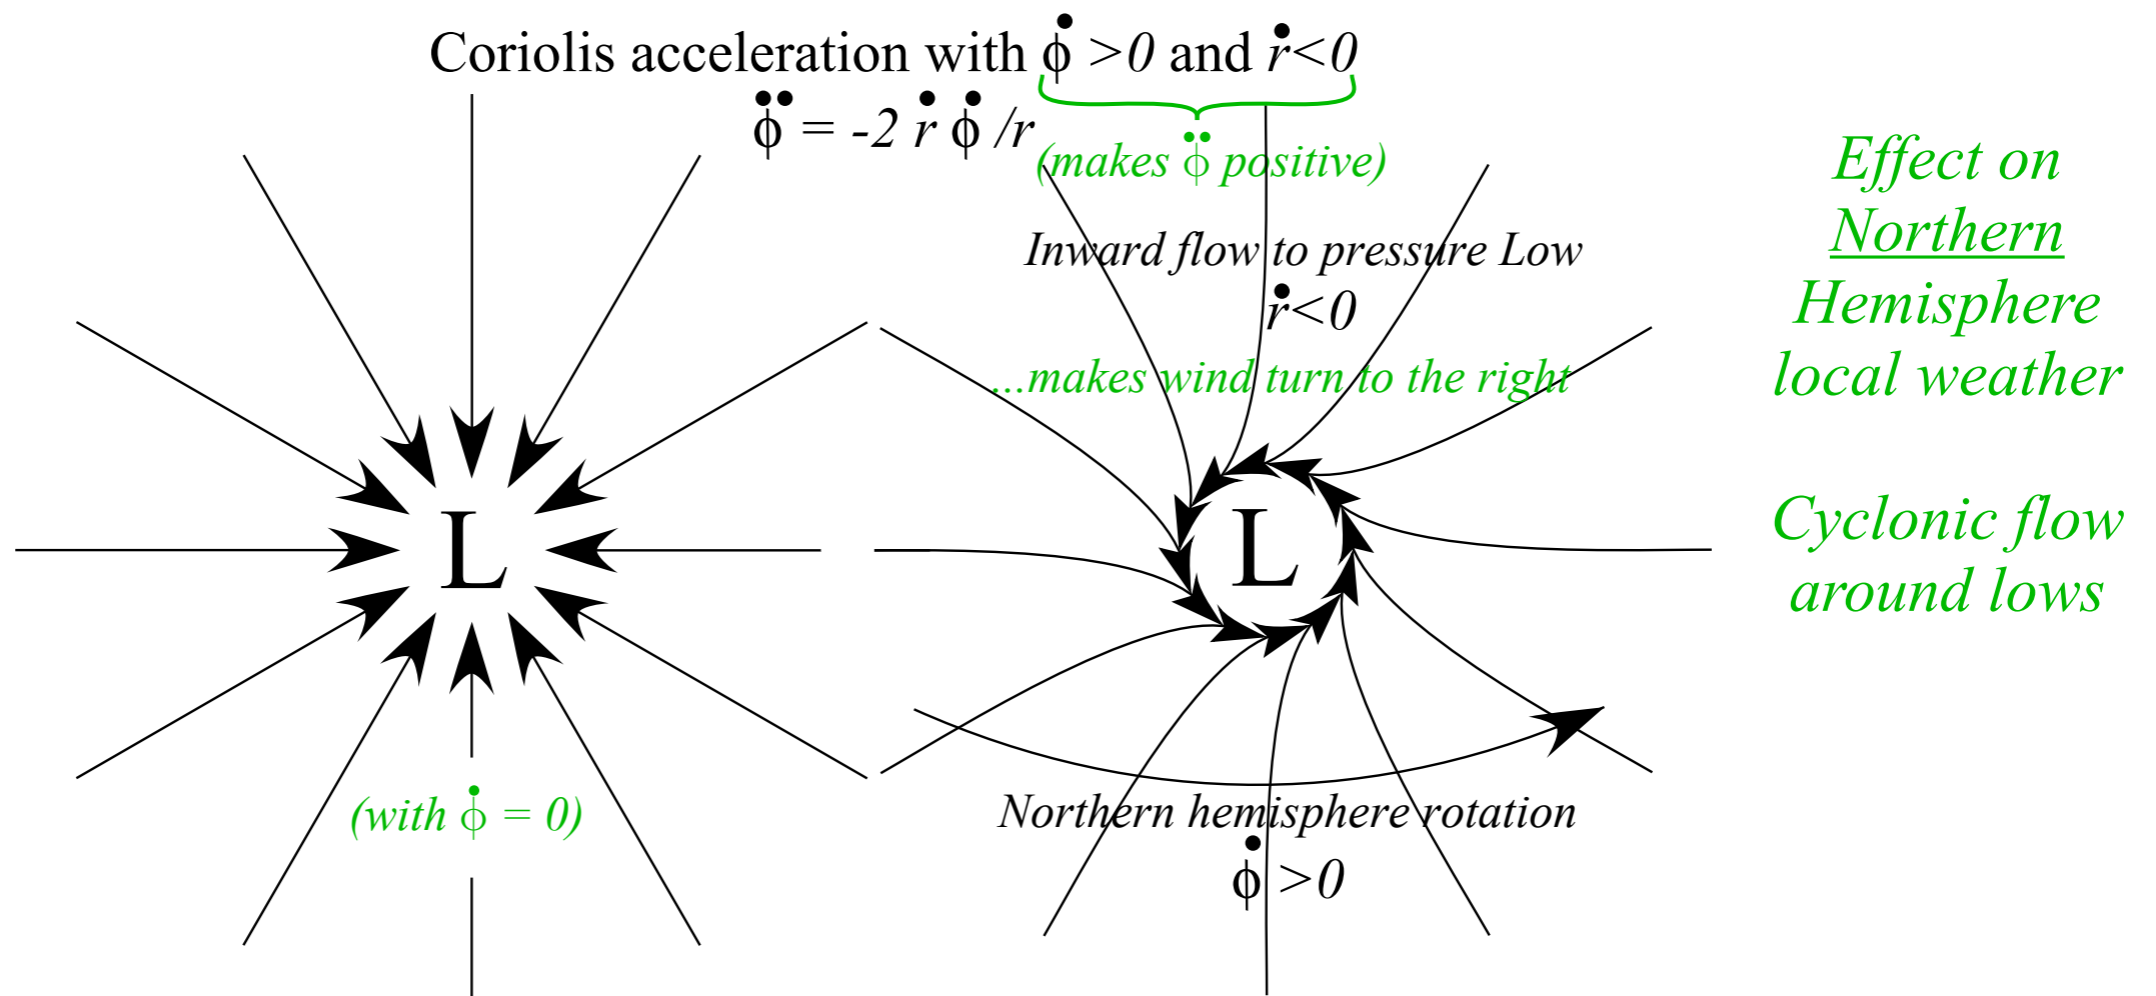 Coriolis acceleration with ϕ̇ >0 and ṙ<0
ϕ̈ = -2 ṙ ϕ̇ /r
(makes ϕ̈ positive)
Inward flow to pressure Low
ṙ<0
...makes wind turn to the right
L
(with ϕ̇ = 0)
L
Northern hemisphere rotation
ϕ̇ >0
Effect on
Northern
Hemisphere
local weather
Cyclonic flow
around lows